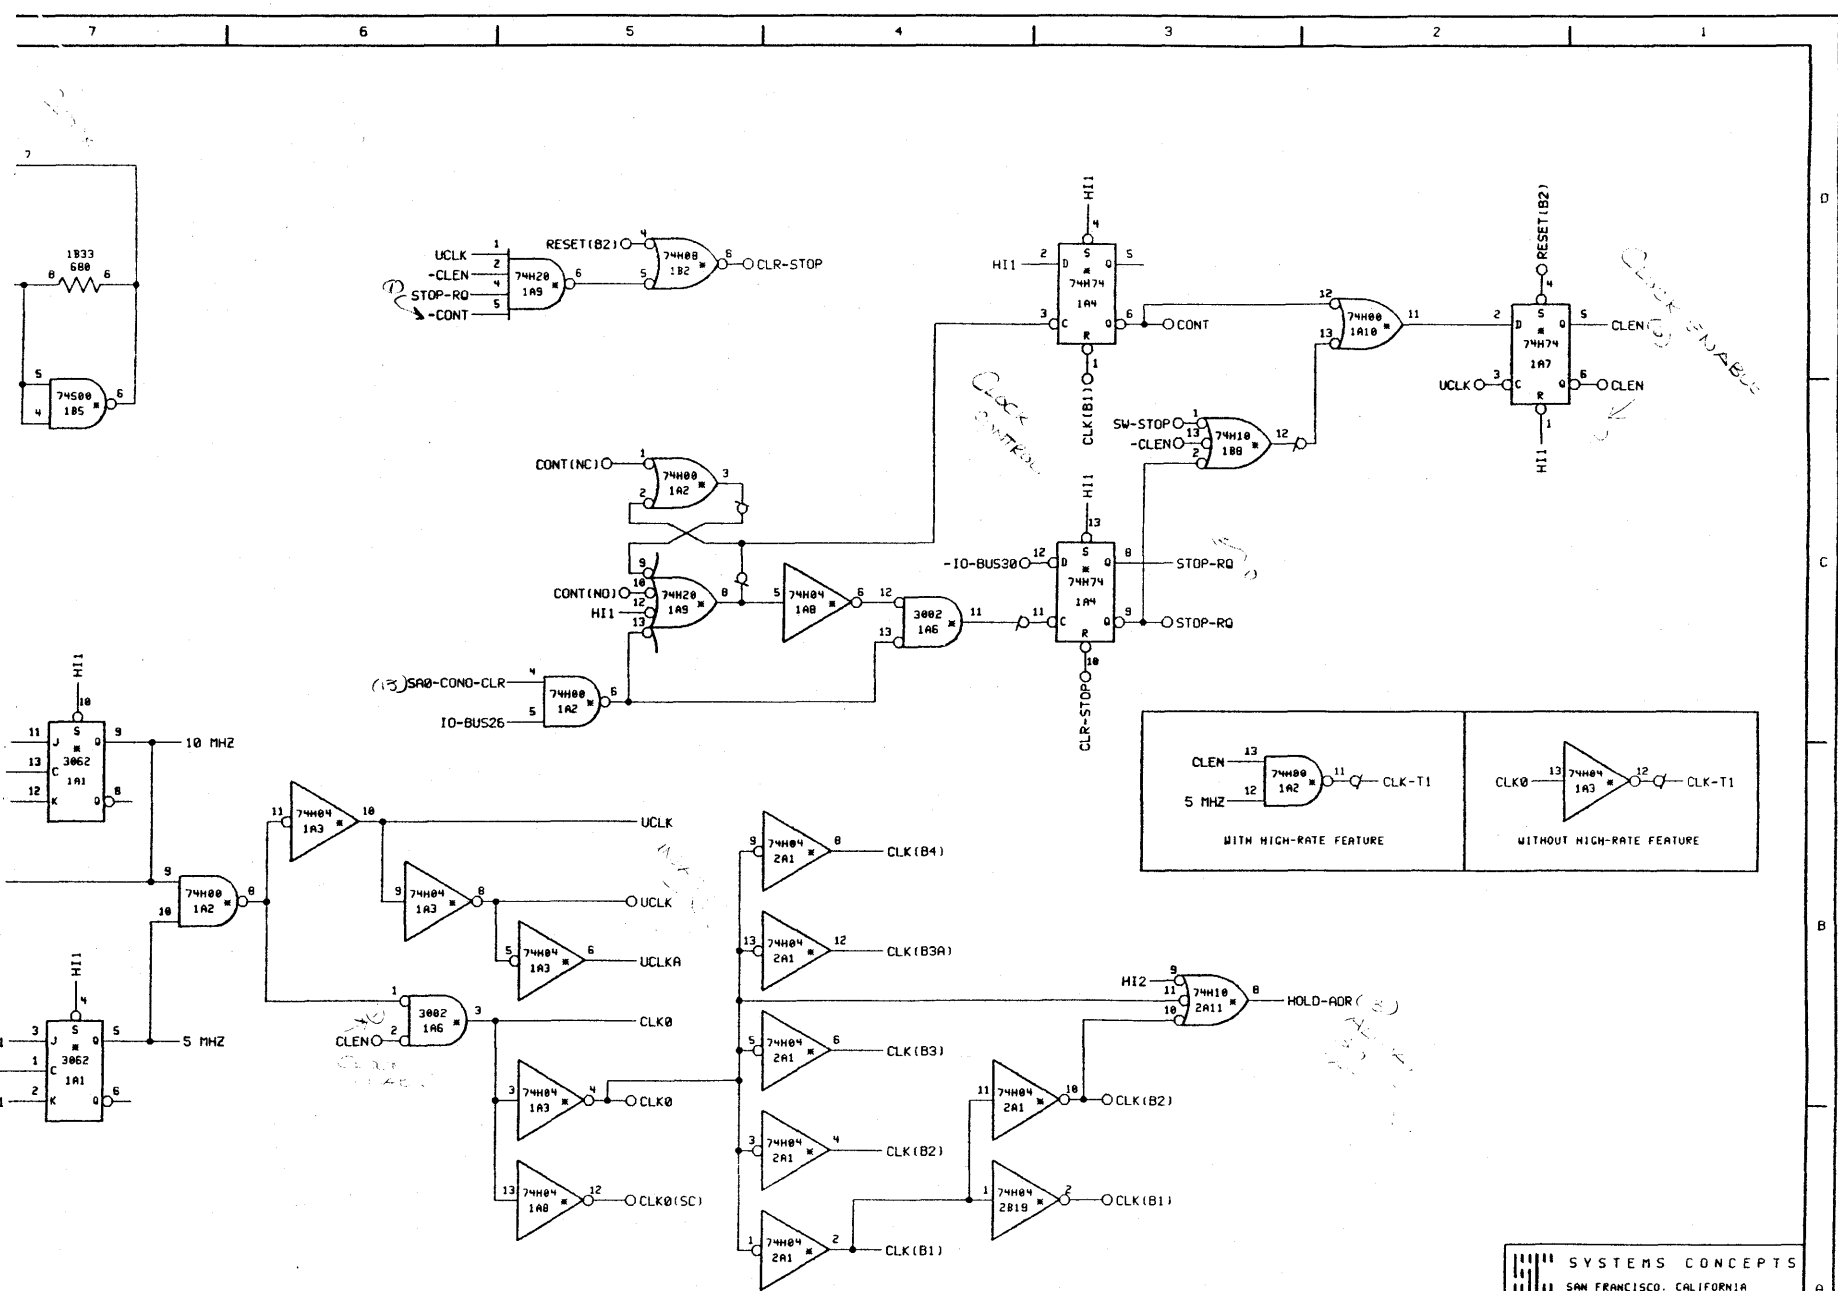 7 6 5 4 3 2 1
D
C
B
A
7
1B33
680
8 6
5
4
74S00
1B5
6
UCLK 1
-CLEN 2
STOP-RQ 4
-CONT 5
74H20
1A9
6
RESET(B2) 4
5
74H08
1B2
6 CLR-STOP
HI1
4
HI1 2 D S Q 5
74H74
1A4
3 C Q 6 CONT
R
1
CLK(B1)
12
13
74H00
1A10
11
RESET(B2)
4
2 D S Q 5 CLEN
74H74
1A7
UCLK 3 C Q 6 CLEN
R
1
HI1
CLOCK ENABLE
CLOCK
CONTROL
SW-STOP 1
-CLEN 13
2
74H10
1B8
12
CONT(NC) 1
2
74H00
1A2
3
9
CONT(NO) 10
HI1 12
13
74H20
1A9
8
5 74H04
1A8
6
12
13
3002
1A6
11
HI1
13
-IO-BUS30 12 D S Q 8 STOP-RQ
74H74
1A4
11 C Q 9 STOP-RQ
R
10
CLR-STOP
(13) SA0-CONO-CLR 4
IO-BUS26 5
74H00
1A2
6
HI1
10
11 J S Q 9 10 MHZ
13 C 3062
1A1
12 K Q 8
CLEN 13
5 MHZ 12
74H00
1A2
11 CLK-T1
WITH HIGH-RATE FEATURE
CLK0 13 74H04
1A3
12 CLK-T1
WITHOUT HIGH-RATE FEATURE
11 74H04
1A3
10 UCLK
9
10
74H00
1A2
8
9 74H04
1A3
8 UCLK
5 74H04
1A3
6 UCLKA
HI1
4
3 J S Q 5 5 MHZ
1 C 3062
1A1
2 K Q 6
1
CLEN 2
3002
1A6
3 CLK0
3 74H04
1A3
4 CLK0
13 74H04
1A8
12 CLK0(SC)
9 74H04
2A1
8 CLK(B4)
13 74H04
2A1
12 CLK(B3A)
5 74H04
2A1
6 CLK(B3)
3 74H04
2A1
4 CLK(B2)
1 74H04
2A1
2 CLK(B1)
HI2 9
11
10
74H10
2A11
8 HOLD-ADR
11 74H04
2A1
10 CLK(B2)
1 74H04
2B19
2 CLK(B1)
SYSTEMS CONCEPTS
SAN FRANCISCO, CALIFORNIA